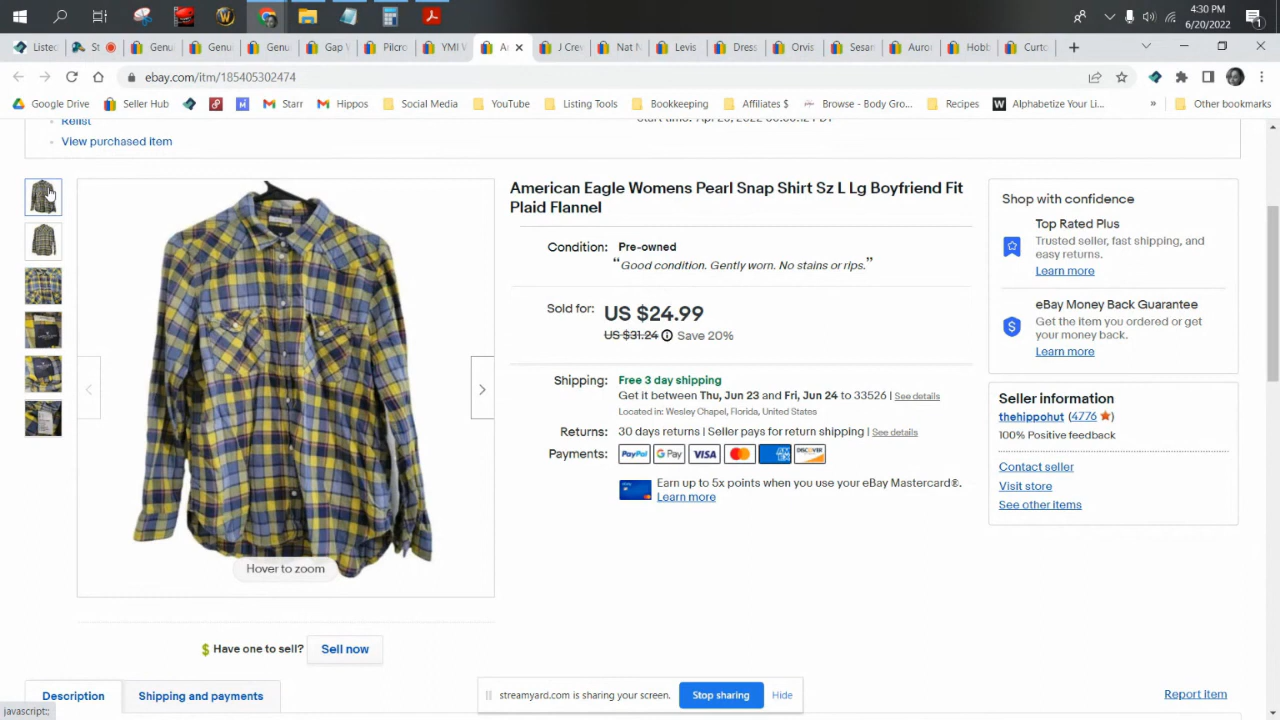 4:30 PM
6/20/2022
Listed
St
Genu
Genu
Genu
Gap
Pilcro
YMI
A
J Cre
Nat N
Levis
Dress
Orvis
Sesan
Auror
Hobb
Curto
ebay.com/itm/185405302474
Google Drive
Seller Hub
Starr
Hippos
Social Media
YouTube
Listing Tools
Bookkeeping
Affiliates $
Browse - Body Gro...
Recipes
Alphabetize Your Li...
Other bookmarks
Relist
View purchased item
American Eagle Womens Pearl Snap Shirt Sz L Lg Boyfriend Fit
Plaid Flannel
Condition: Pre-owned
“Good condition. Gently worn. No stains or rips.”
Sold for: US $24.99
US $31.24 Save 20%
Shipping: Free 3 day shipping
Get it between Thu, Jun 23 and Fri, Jun 24 to 33526 | See details
Located in: Wesley Chapel, Florida, United States
Returns: 30 days returns | Seller pays for return shipping | See details
Payments: PayPal G Pay VISA DISCOVER
Earn up to 5x points when you use your eBay Mastercard®.
Learn more
Shop with confidence
Top Rated Plus
Trusted seller, fast shipping, and
easy returns.
Learn more
eBay Money Back Guarantee
Get the item you ordered or get
your money back.
Learn more
Seller information
thehippohut (4776)
100% Positive feedback
Contact seller
Visit store
See other items
Hover to zoom
Have one to sell? Sell now
Description
Shipping and payments
Report item
streamyard.com is sharing your screen. Stop sharing Hide
javascript:;